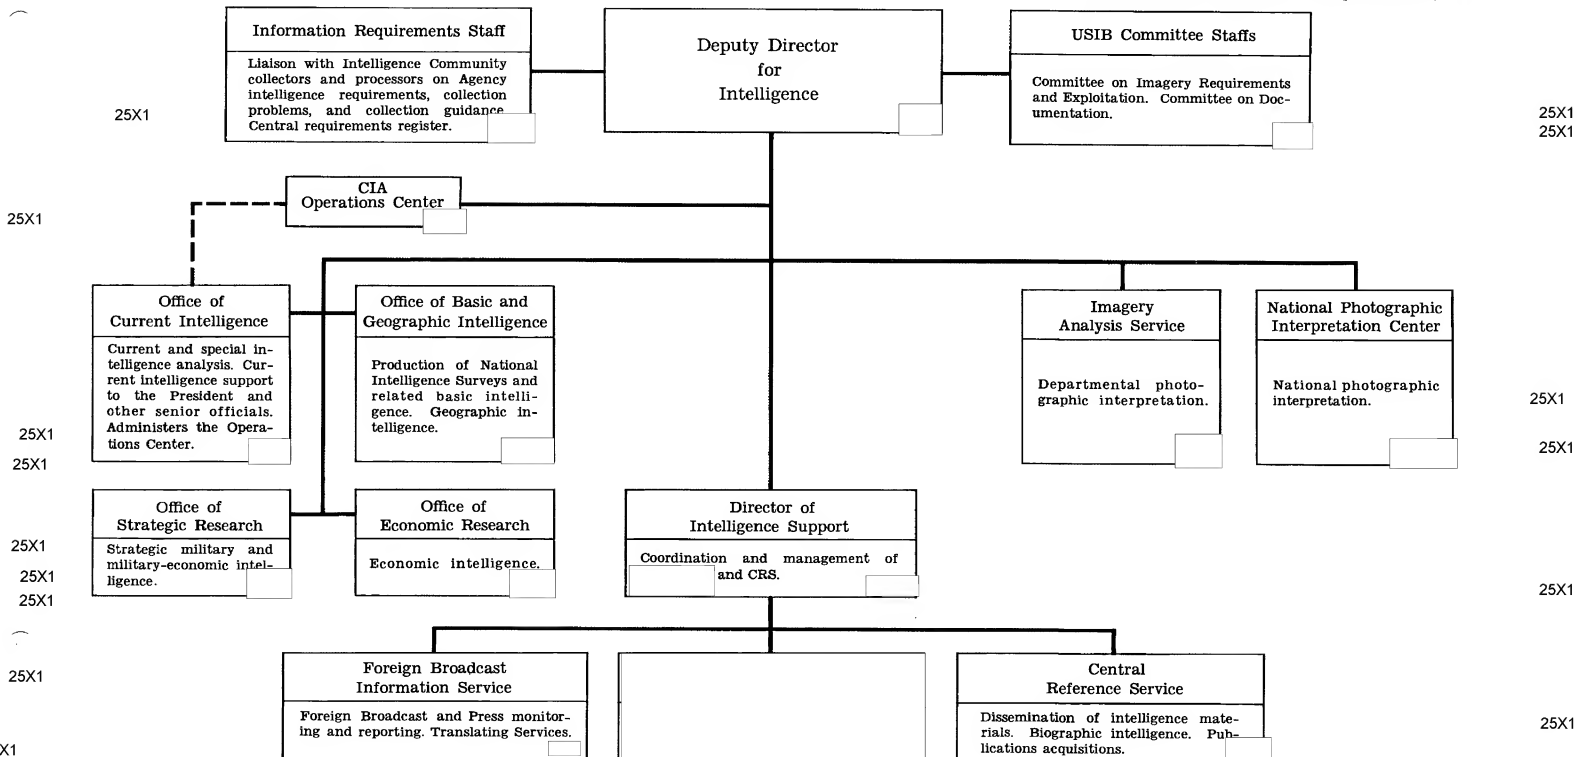 Information Requirements Staff
Liaison with Intelligence Community
collectors and processors on Agency
intelligence requirements, collection
problems, and collection guidance
Central requirements register.
Deputy Director
for
Intelligence
USIB Committee Staffs
Committee on Imagery Requirements
and Exploitation. Committee on Doc-
umentation.
25X1
25X1
25X1
CIA
Operations Center
25X1
Office of
Current Intelligence
Current and special in-
telligence analysis. Cur-
rent intelligence support
to the President and
other senior officials.
Administers the Opera-
tions Center.
Office of Basic and
Geographic Intelligence
Production of National
Intelligence Surveys and
related basic intelli-
gence. Geographic in-
telligence.
Imagery
Analysis Service
Departmental photo-
graphic interpretation.
National Photographic
Interpretation Center
National photographic
interpretation.
25X1
25X1
25X1
25X1
Office of
Strategic Research
Strategic military and
military-economic intel-
ligence.
Office of
Economic Research
Economic intelligence.
Director of
Intelligence Support
Coordination and management of
and CRS.
25X1
25X1
25X1
25X1
Foreign Broadcast
Information Service
Foreign Broadcast and Press monitor-
ing and reporting. Translating Services.
Central
Reference Service
Dissemination of intelligence mate-
rials. Biographic intelligence. Pub-
lications acquisitions.
25X1
25X1
X1